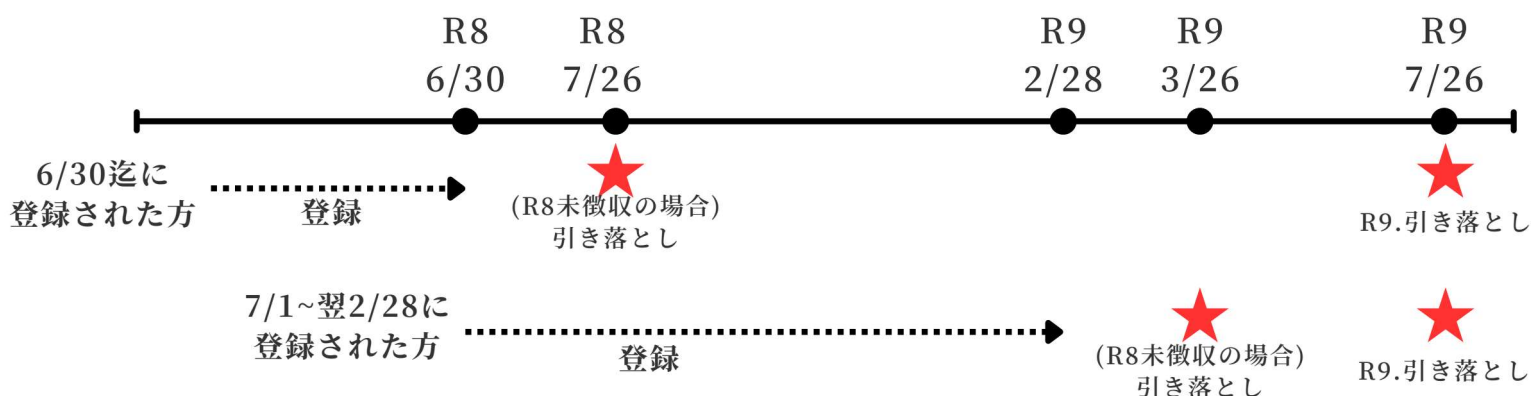 R8
6/30
R8
7/26
R9
2/28
R9
3/26
R9
7/26
6/30迄に
登録された方
登録
(R8未徴収の場合)
引き落とし
R9.引き落とし
7/1~翌2/28に
登録された方
登録
(R8未徴収の場合)
引き落とし
R9.引き落とし